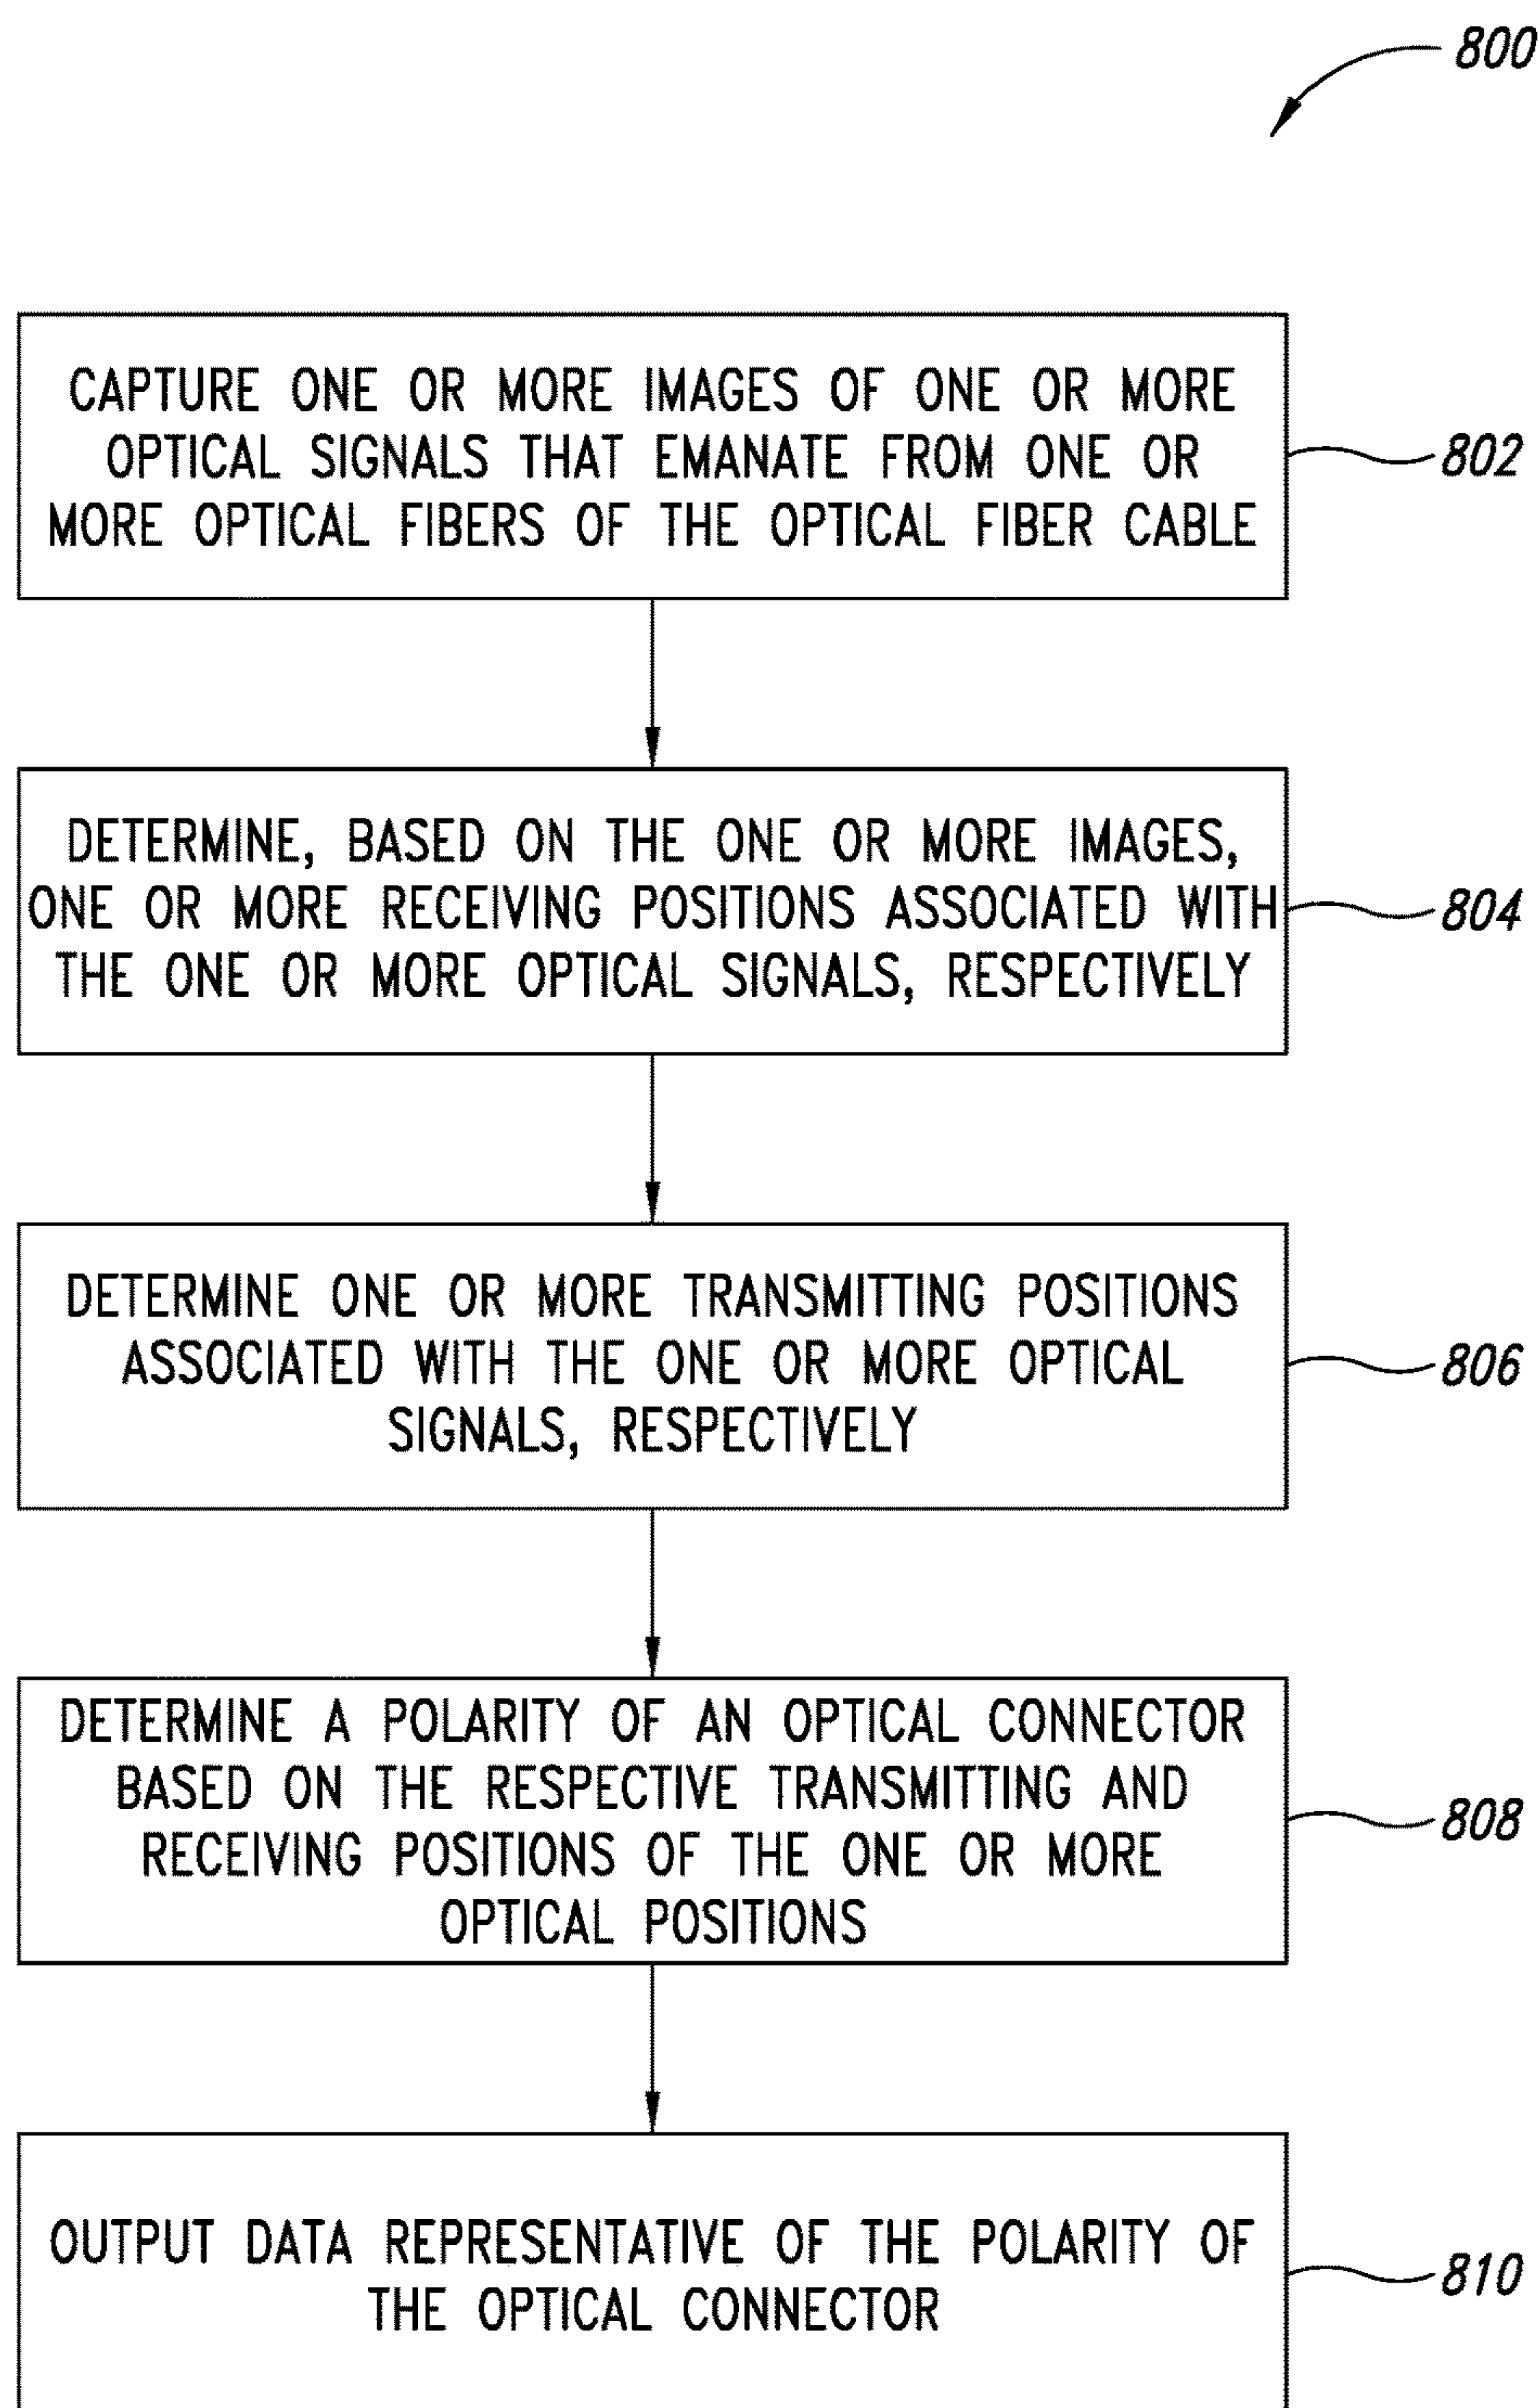 800
CAPTURE ONE OR MORE IMAGES OF ONE OR MORE
OPTICAL SIGNALS THAT EMANATE FROM ONE OR
MORE OPTICAL FIBERS OF THE OPTICAL FIBER CABLE
802
DETERMINE, BASED ON THE ONE OR MORE IMAGES,
ONE OR MORE RECEIVING POSITIONS ASSOCIATED WITH
THE ONE OR MORE OPTICAL SIGNALS, RESPECTIVELY
804
DETERMINE ONE OR MORE TRANSMITTING POSITIONS
ASSOCIATED WITH THE ONE OR MORE OPTICAL
SIGNALS, RESPECTIVELY
806
DETERMINE A POLARITY OF AN OPTICAL CONNECTOR
BASED ON THE RESPECTIVE TRANSMITTING AND
RECEIVING POSITIONS OF THE ONE OR MORE
OPTICAL POSITIONS
808
OUTPUT DATA REPRESENTATIVE OF THE POLARITY OF
THE OPTICAL CONNECTOR
810